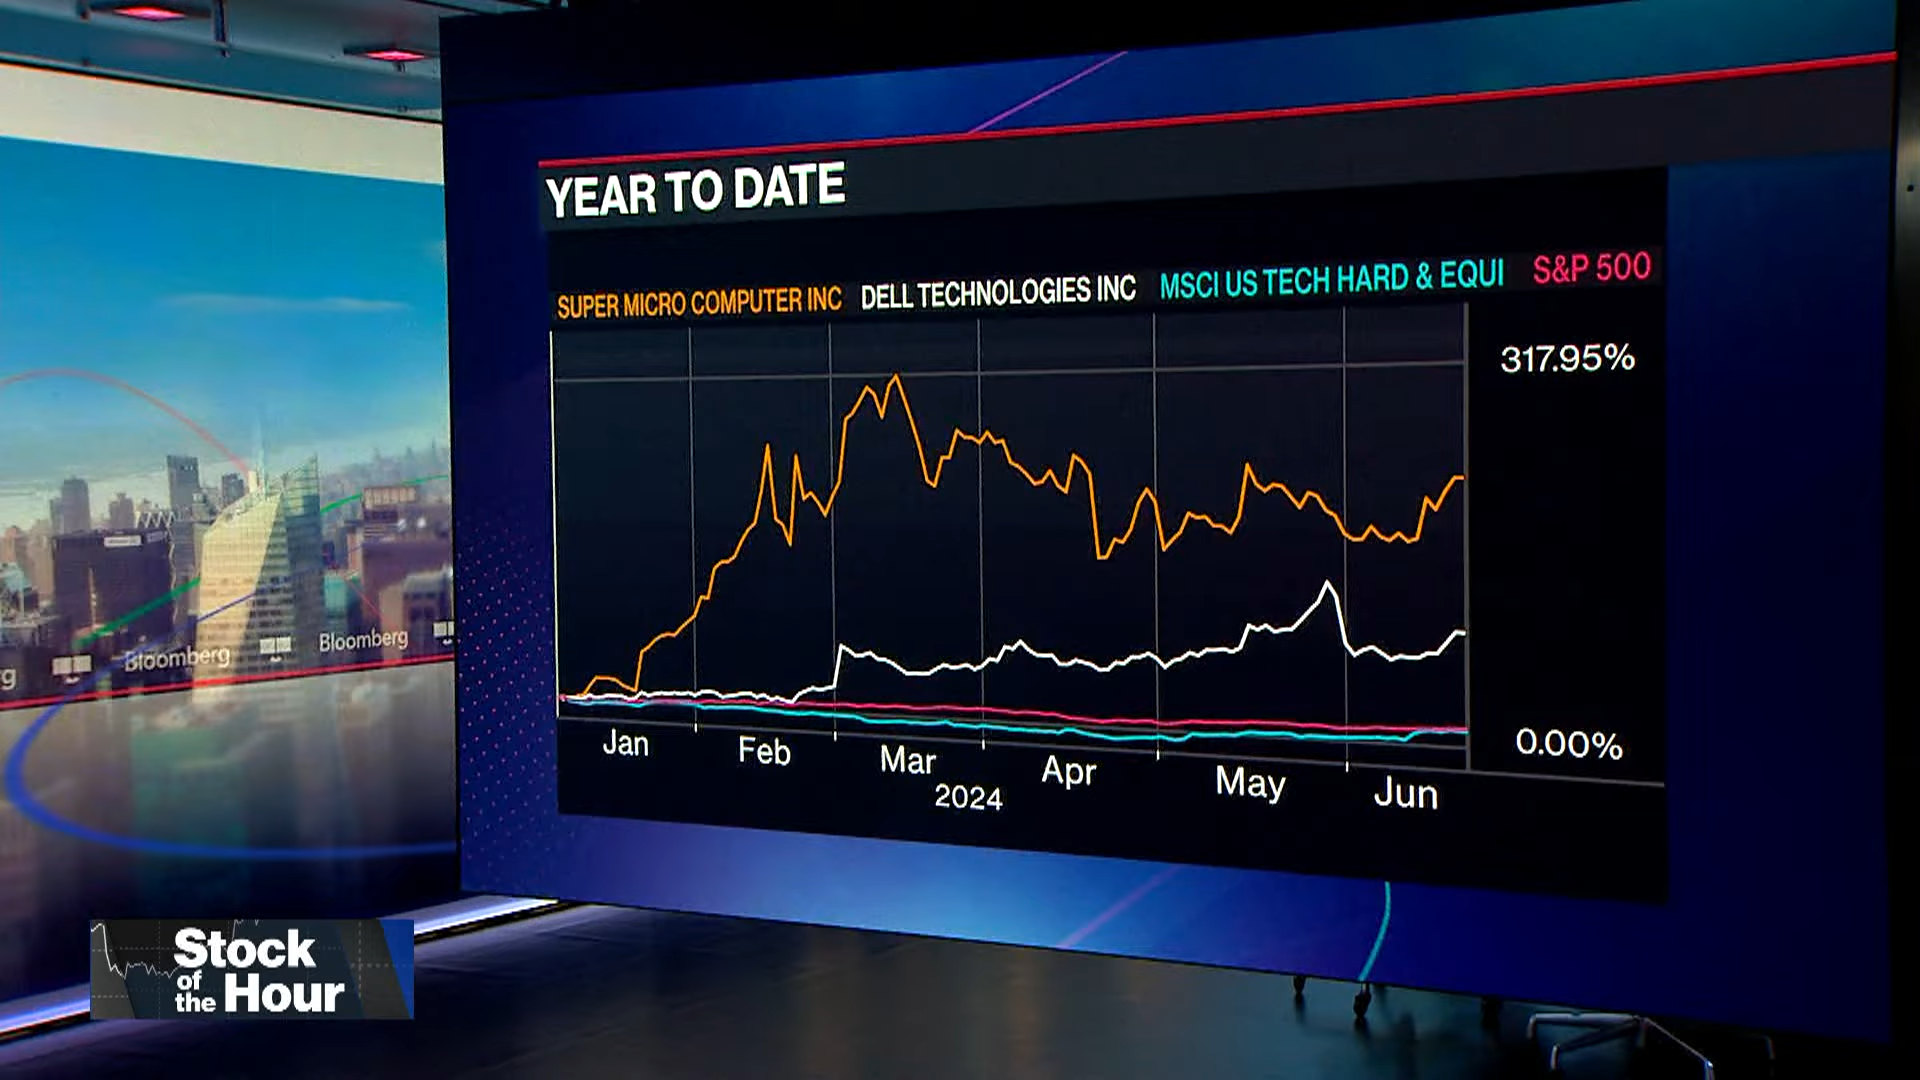 YEAR TO DATE
SUPER MICRO COMPUTER INC DELL TECHNOLOGIES INC MSCI US TECH HARD & EQUI S&P 500
317.95%
0.00%
Jan Feb Mar Apr May Jun
2024
g Bloomberg Bloomberg
Stock
of
the Hour